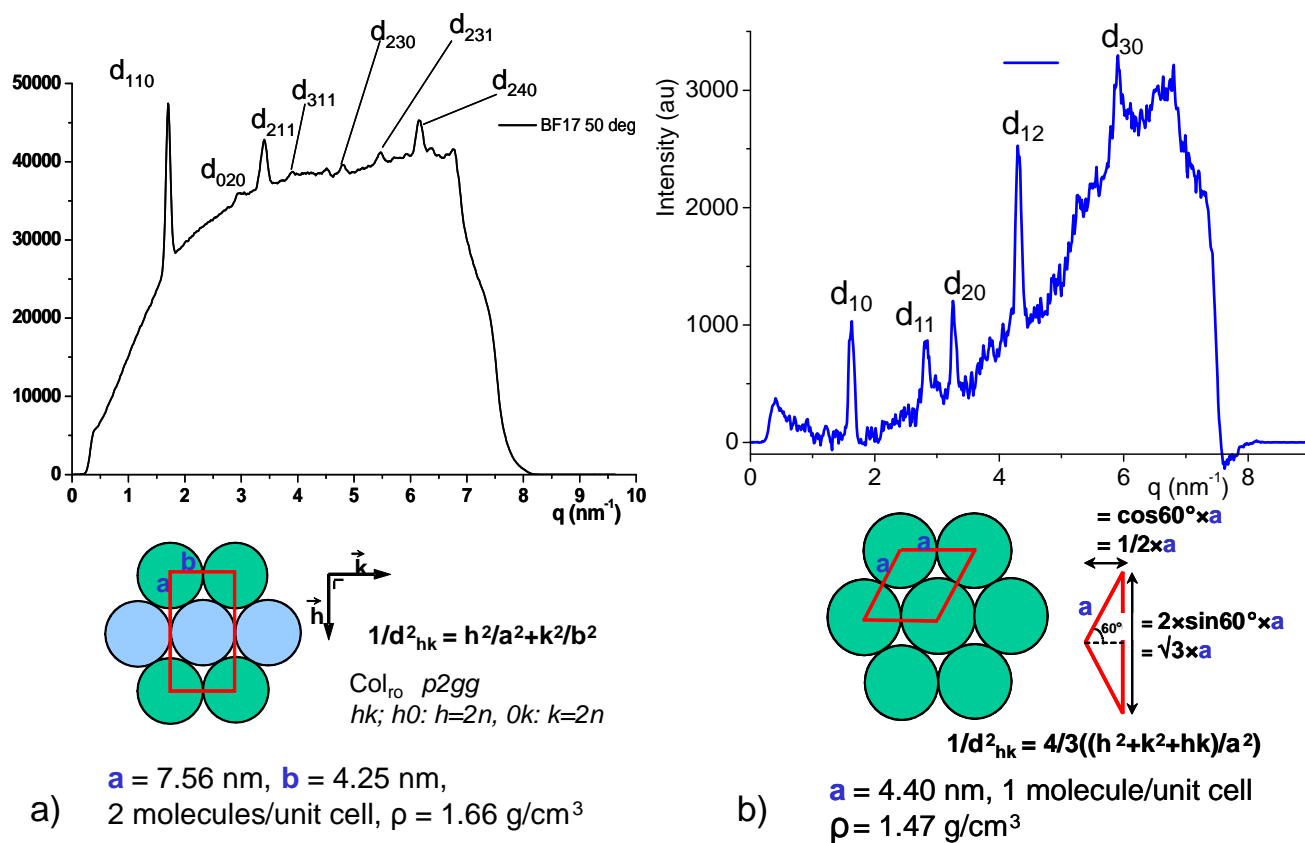 d110
d020
d211
d311
d230
d231
d240
BF17 50 deg
50000
40000
30000
20000
10000
0
0 1 2 3 4 5 6 7 8 9 10
q (nm-1)
b
a
k
h
1/d2hk = h2/a2+k2/b2
Colro p2gg
hk; h0: h=2n, 0k: k=2n
a = 7.56 nm, b = 4.25 nm,
2 molecules/unit cell, ρ = 1.66 g/cm3
a)
Intensity (au)
3000
2000
1000
0
d10
d11
d20
d12
d30
0 2 4 6 8
q (nm-1)
a
a
= cos60°×a
= 1/2×a
a
60°
= 2×sin60°×a
= √3×a
1/d2hk = 4/3((h2+k2+hk)/a2)
a = 4.40 nm, 1 molecule/unit cell
ρ = 1.47 g/cm3
b)